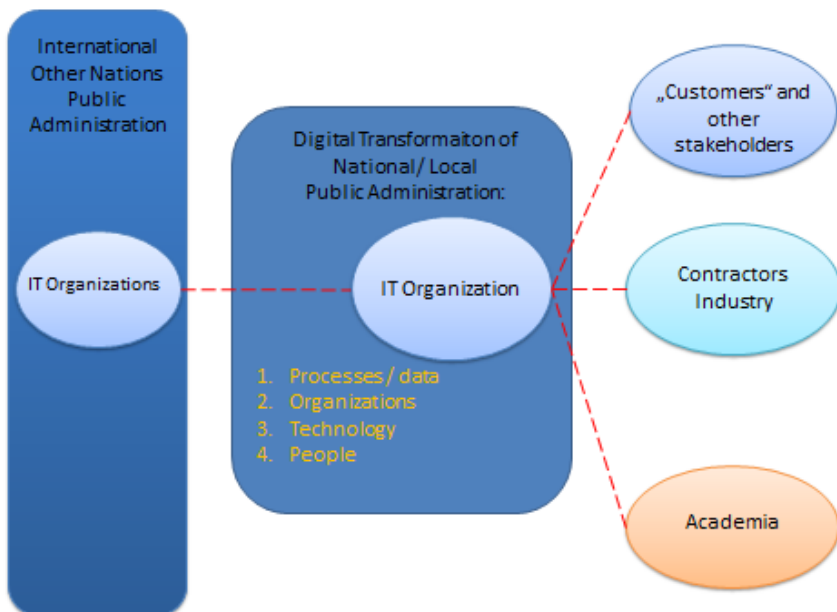 International
Other Nations
Public
Administration
IT Organizations
Digital Transformaiton of
National/ Local
Public Administration:
IT Organization
1. Processes / data
2. Organizations
3. Technology
4. People
„Customers“ and
other
stakeholders
Contractors
Industry
Academia